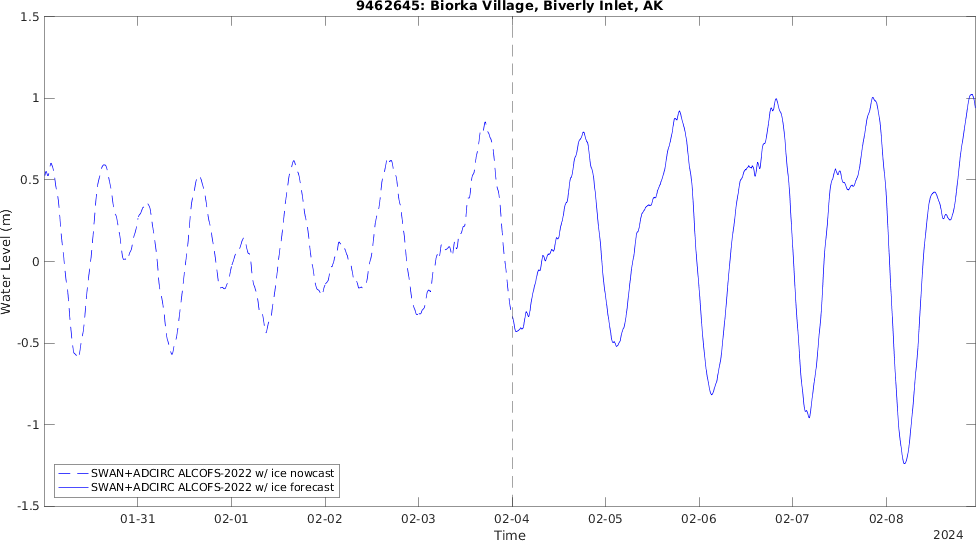 9462645: Biorka Village, Biverly Inlet, AK
1.5
1
0.5
0
-0.5
-1
-1.5
Water Level (m)
SWAN+ADCIRC ALCOFS-2022 w/ ice nowcast
SWAN+ADCIRC ALCOFS-2022 w/ ice forecast
01-31 02-01 02-02 02-03 02-04 02-05 02-06 02-07 02-08
Time
2024